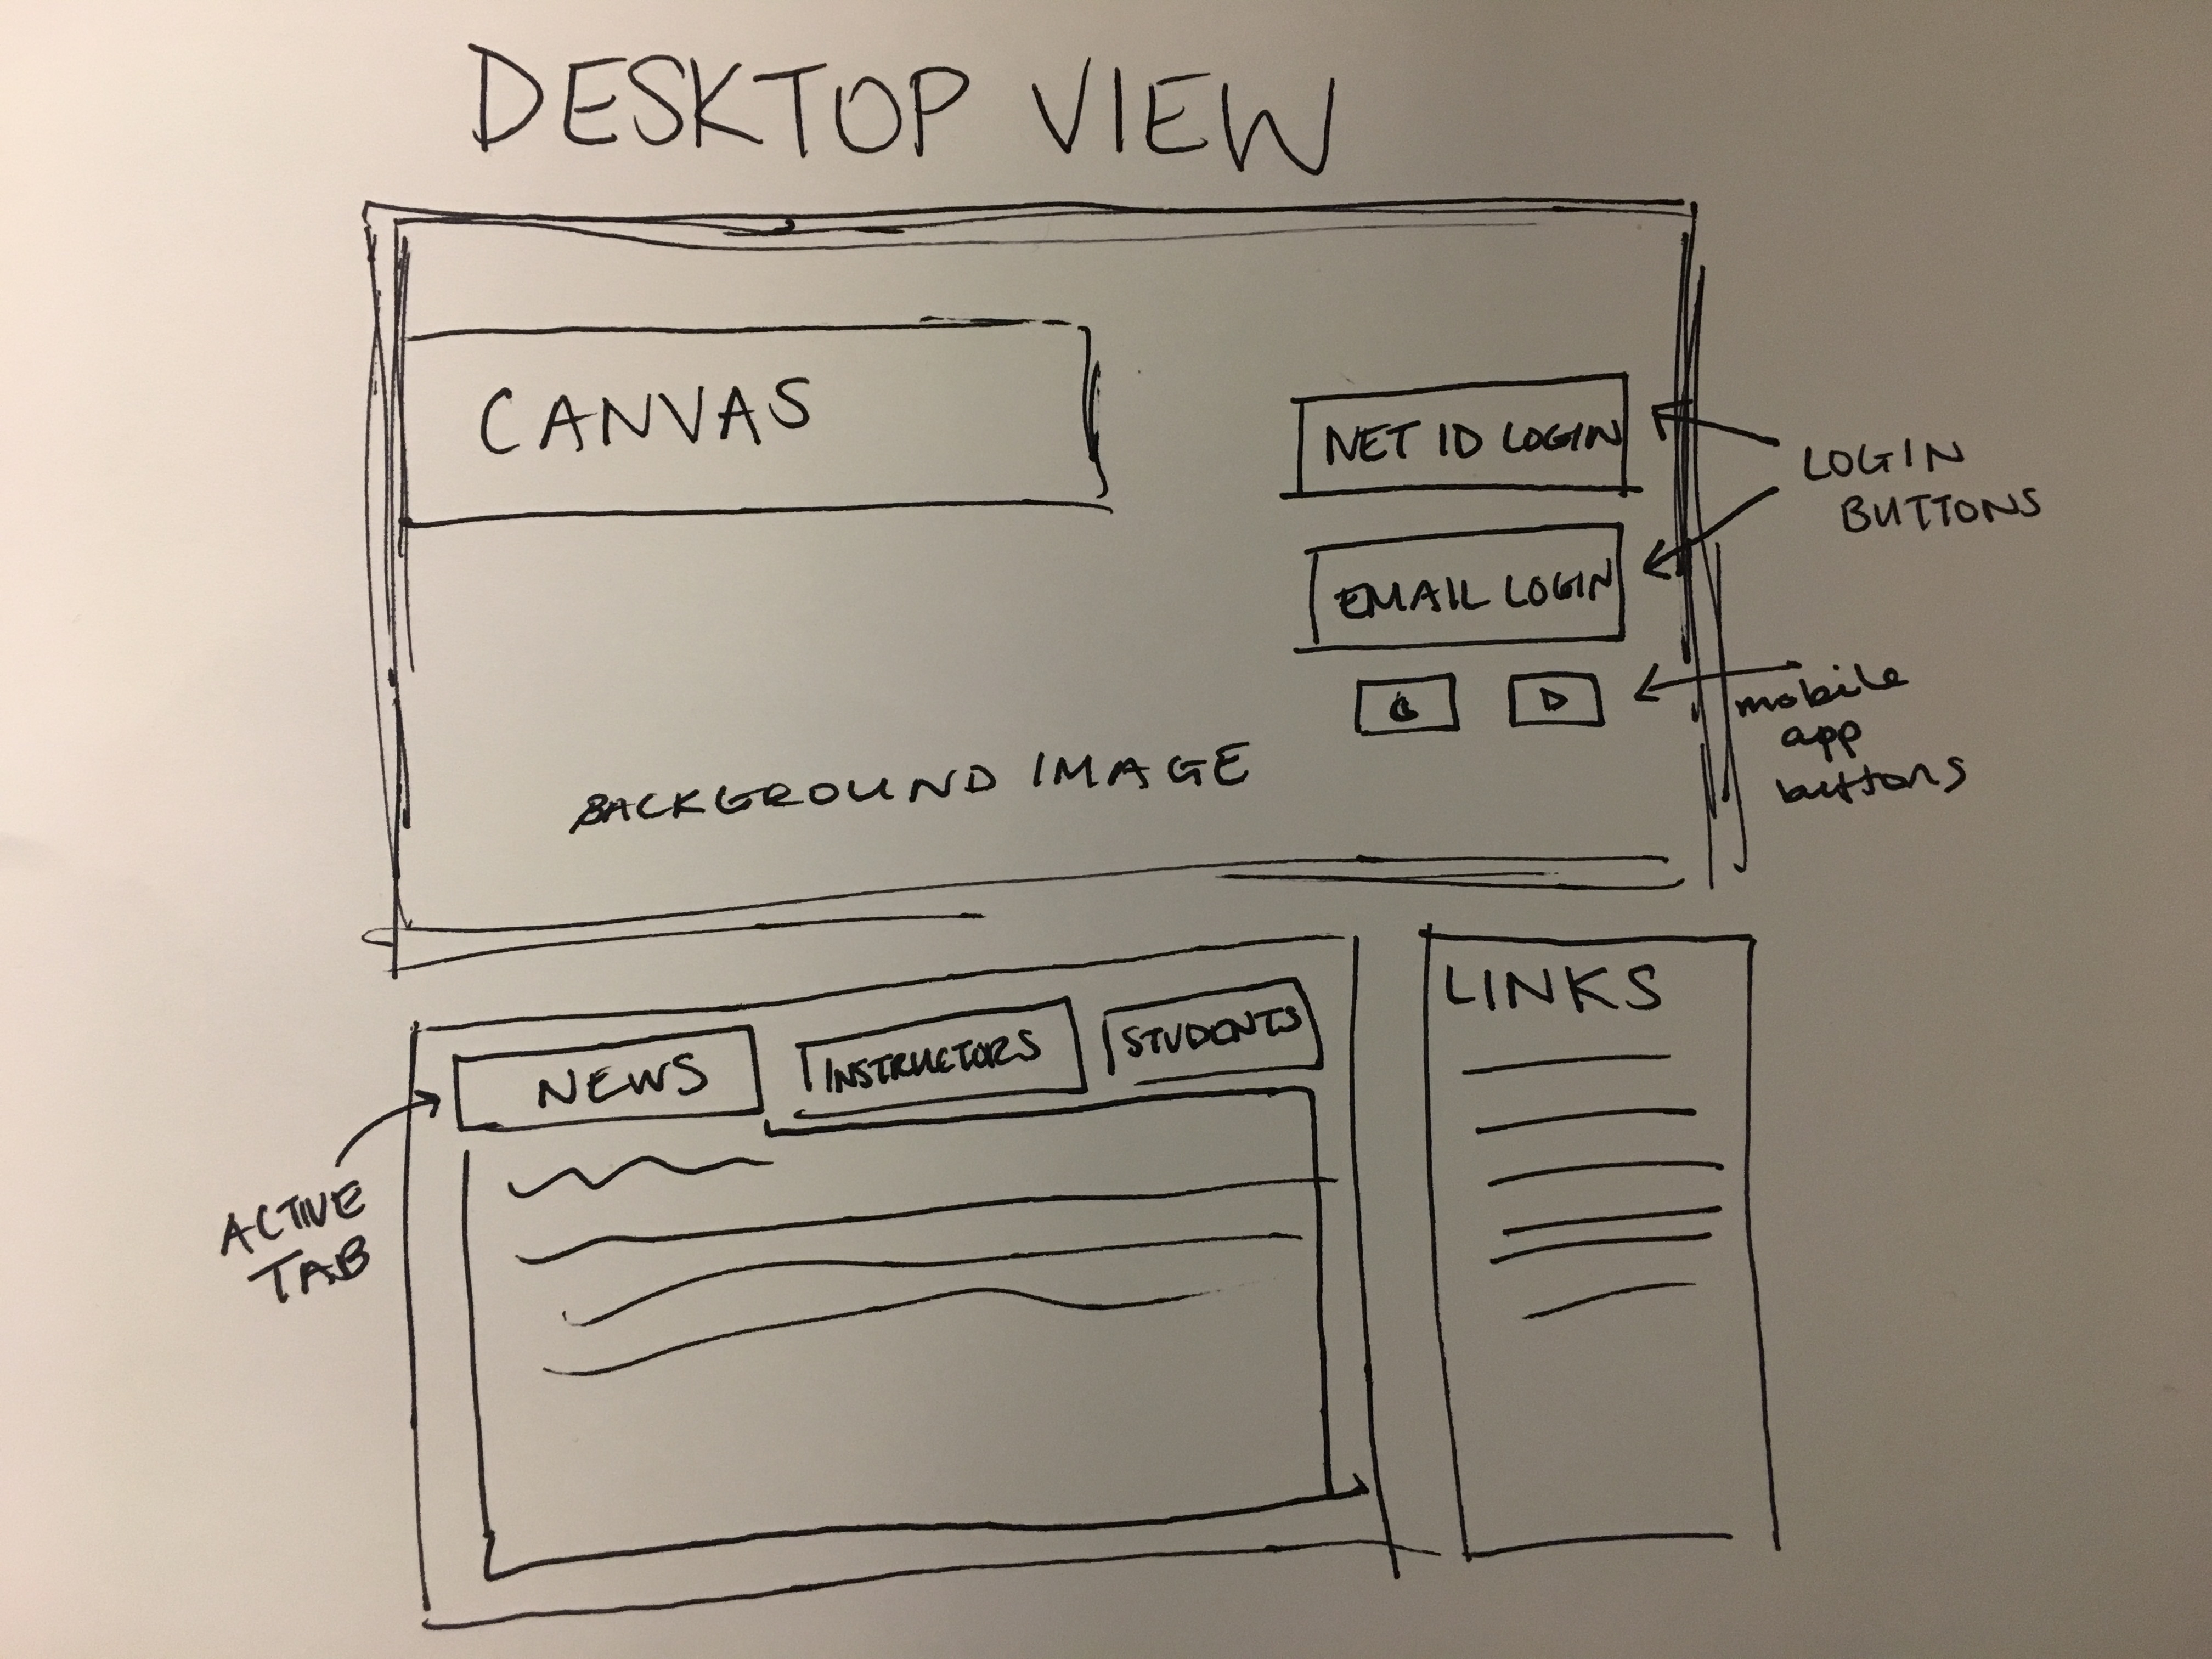 DESKTOP VIEW
CANVAS
NET ID LOGIN
EMAIL LOGIN
LOGIN
BUTTONS
mobile
app
buttons
BACKGROUND IMAGE
NEWS
INSTRUCTORS
STUDENTS
ACTIVE
TAB
LINKS